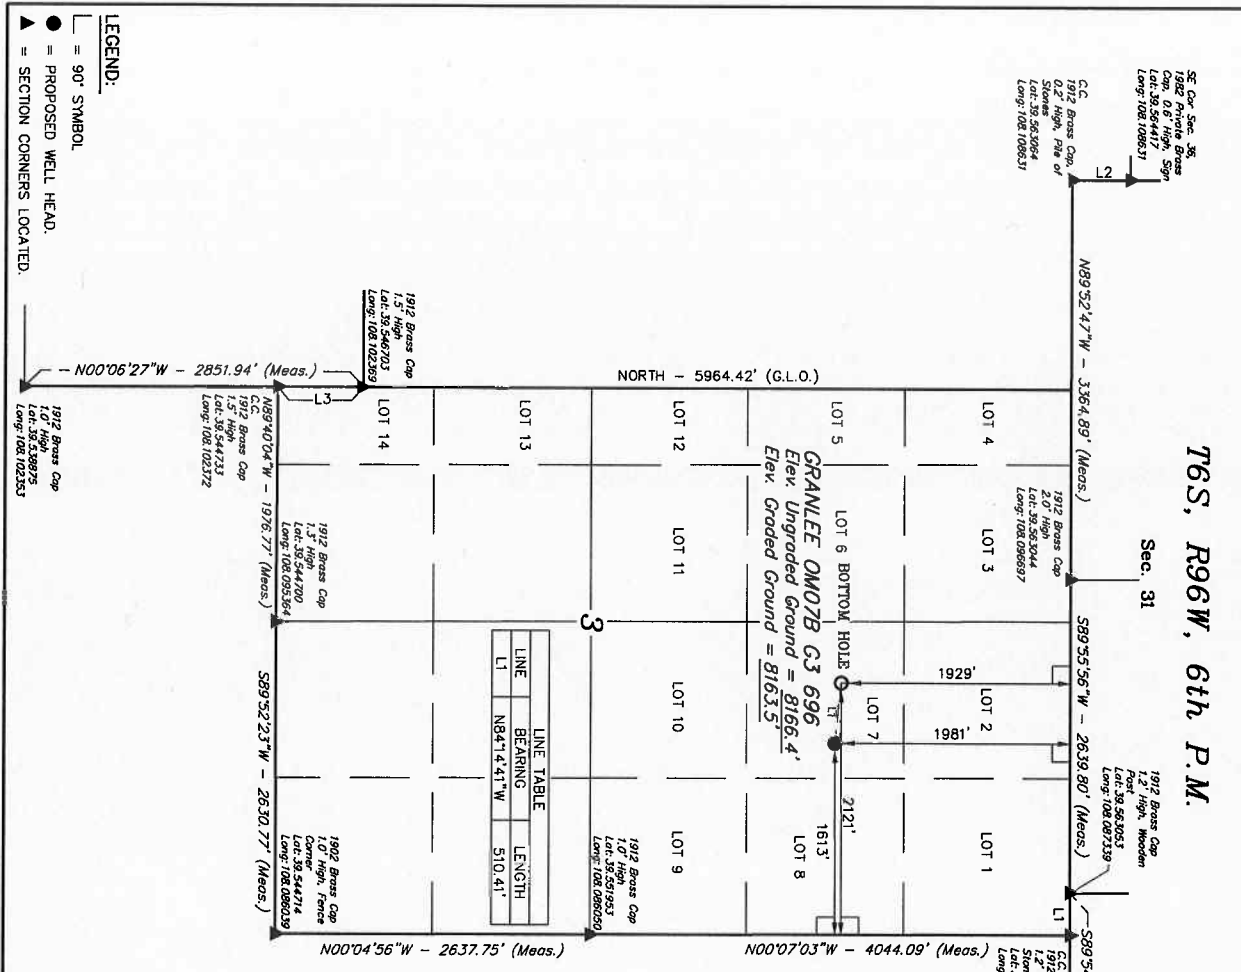 T6S, R96W, 6th P.M.
Sec. 31
SE Cor Sec. 36,
1982 Private Brass
Cap, 0.6' High, Sign
Lat: 39.564417
Long: 108.108631
L2
C.C.
1912 Brass Cap,
0.2' High, Pile of
Stones
Lat: 39.563064
Long: 108.108631
N89°52'47"W - 3364.89' (Meas.)
1912 Brass Cap
2.0' High
Lat: 39.563044
Long: 108.096697
S89°55'56"W - 2639.80' (Meas.)
1912 Brass Cap
1.2' High, Wooden
Post
Lat: 39.563053
Long: 108.087339
L1
S89°5
C.C.
1912
1.2'
Ston
Lat:
Long
NORTH - 5964.42' (G.L.O.)
LOT 4
LOT 3
LOT 2
LOT 1
1929'
1981'
LOT 5
LOT 6
BOTTOM HOLE
LOT 7
LOT 8
L1
2121'
1613'
GRANLEE OM07B G3 696
Elev. Ungraded Ground = 8166.4'
Elev. Graded Ground = 8163.5'
LOT 12
LOT 11
LOT 10
LOT 9
N00°07'03"W - 4044.09' (Meas.)
1912 Brass Cap
1.0' High
Lat: 39.551953
Long: 108.086050
3
LINE TABLE
LINE BEARING LENGTH
L1 N84°14'41"W 510.41'
LOT 13
LOT 14
1912 Brass Cap
1.5' High
Lat: 39.546703
Long: 108.102369
L3
N00°04'56"W - 2637.75' (Meas.)
N89°40'04"W - 1976.77' (Meas.)
C.C.
1912 Brass Cap
1.5' High
Lat: 39.544733
Long: 108.102372
1912 Brass Cap
1.3' High
Lat: 39.544700
Long: 108.095364
S89°52'23"W - 2630.77' (Meas.)
1902 Brass Cap
1.0' High, Fence
Corner
Lat: 39.544714
Long: 108.086039
N00°06'27"W - 2851.94' (Meas.)
1912 Brass Cap
1.0' High
Lat: 39.538875
Long: 108.102353
LEGEND:
= 90° SYMBOL
= PROPOSED WELL HEAD.
= SECTION CORNERS LOCATED.